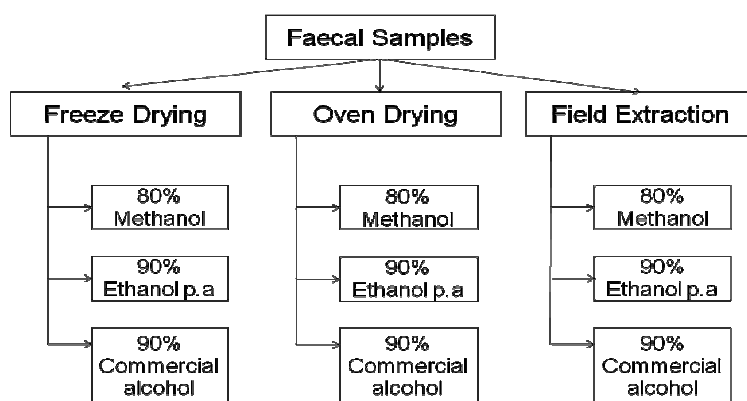 Faecal Samples
Freeze Drying
Oven Drying
Field Extraction
80%
Methanol
90%
Ethanol p.a
90%
Commercial
alcohol
80%
Methanol
90%
Ethanol p.a
90%
Commercial
alcohol
80%
Methanol
90%
Ethanol p.a
90%
Commercial
alcohol